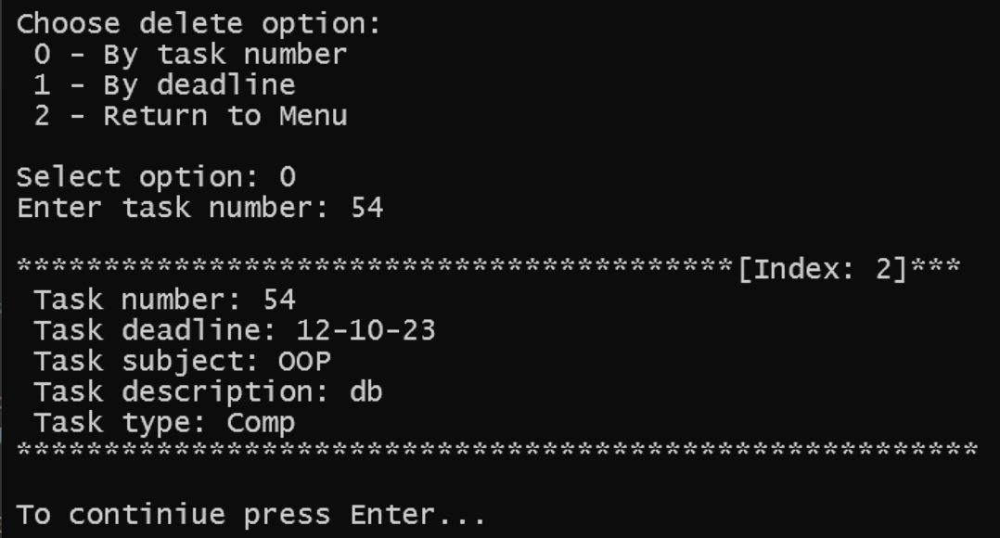 Choose delete option:
0 - By task number
1 - By deadline
2 - Return to Menu
Select option: 0
Enter task number: 54
*****************************************[Index: 2]***
Task number: 54
Task deadline: 12-10-23
Task subject: OOP
Task description: db
Task type: Comp
*******************************************************
To continiue press Enter...